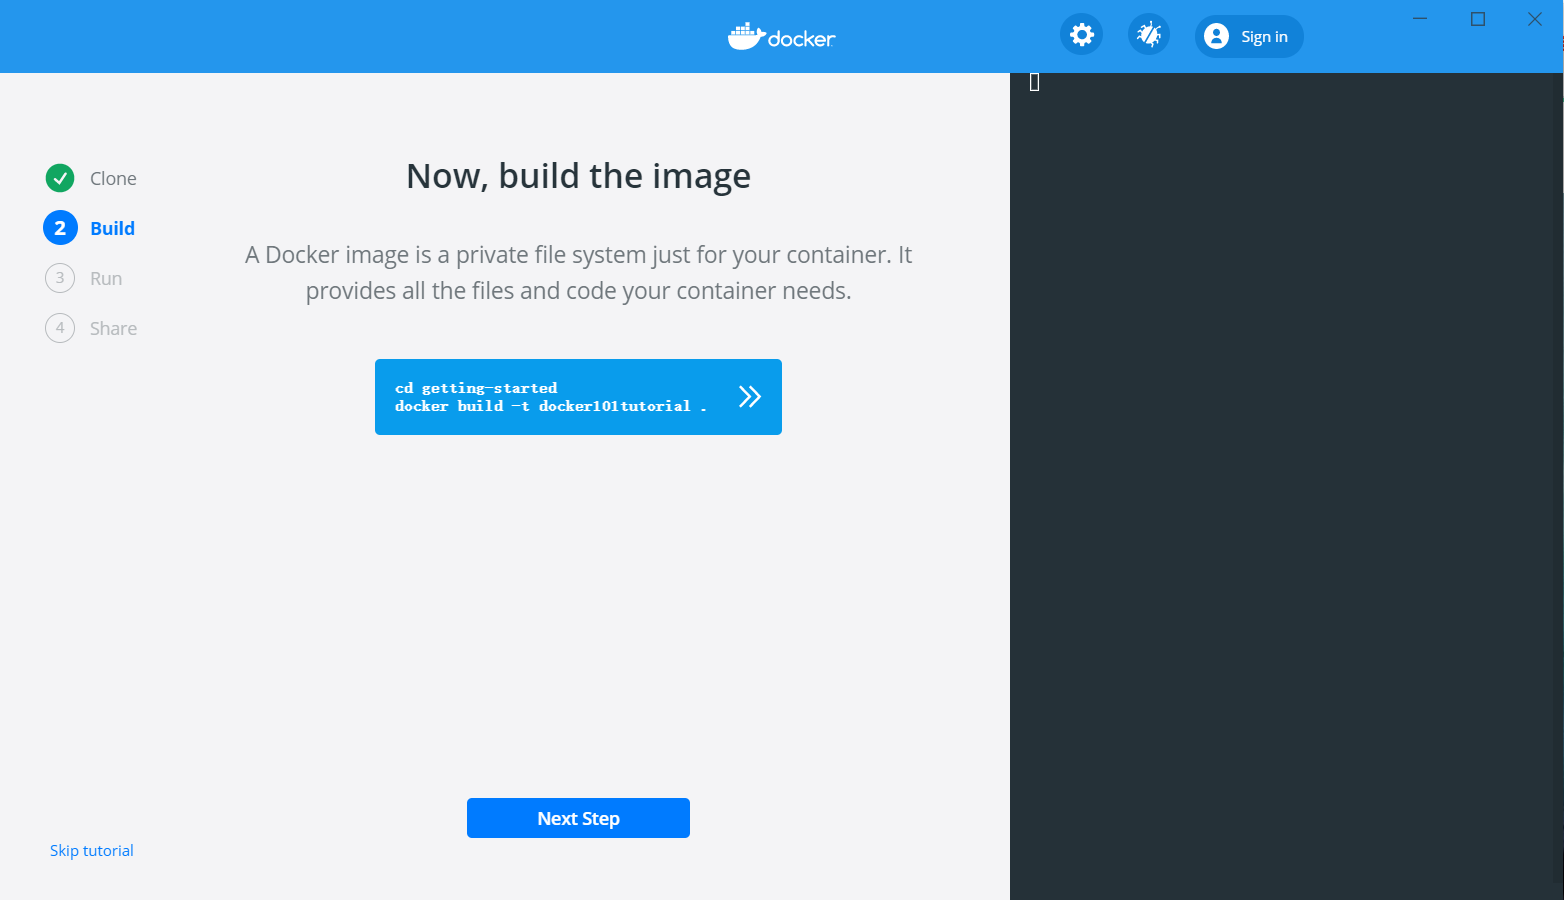 docker
Sign in
Clone
2 Build
3 Run
4 Share
Now, build the image
A Docker image is a private file system just for your container. It
provides all the files and code your container needs.
cd getting-started
docker build -t docker101tutorial .
Next Step
Skip tutorial